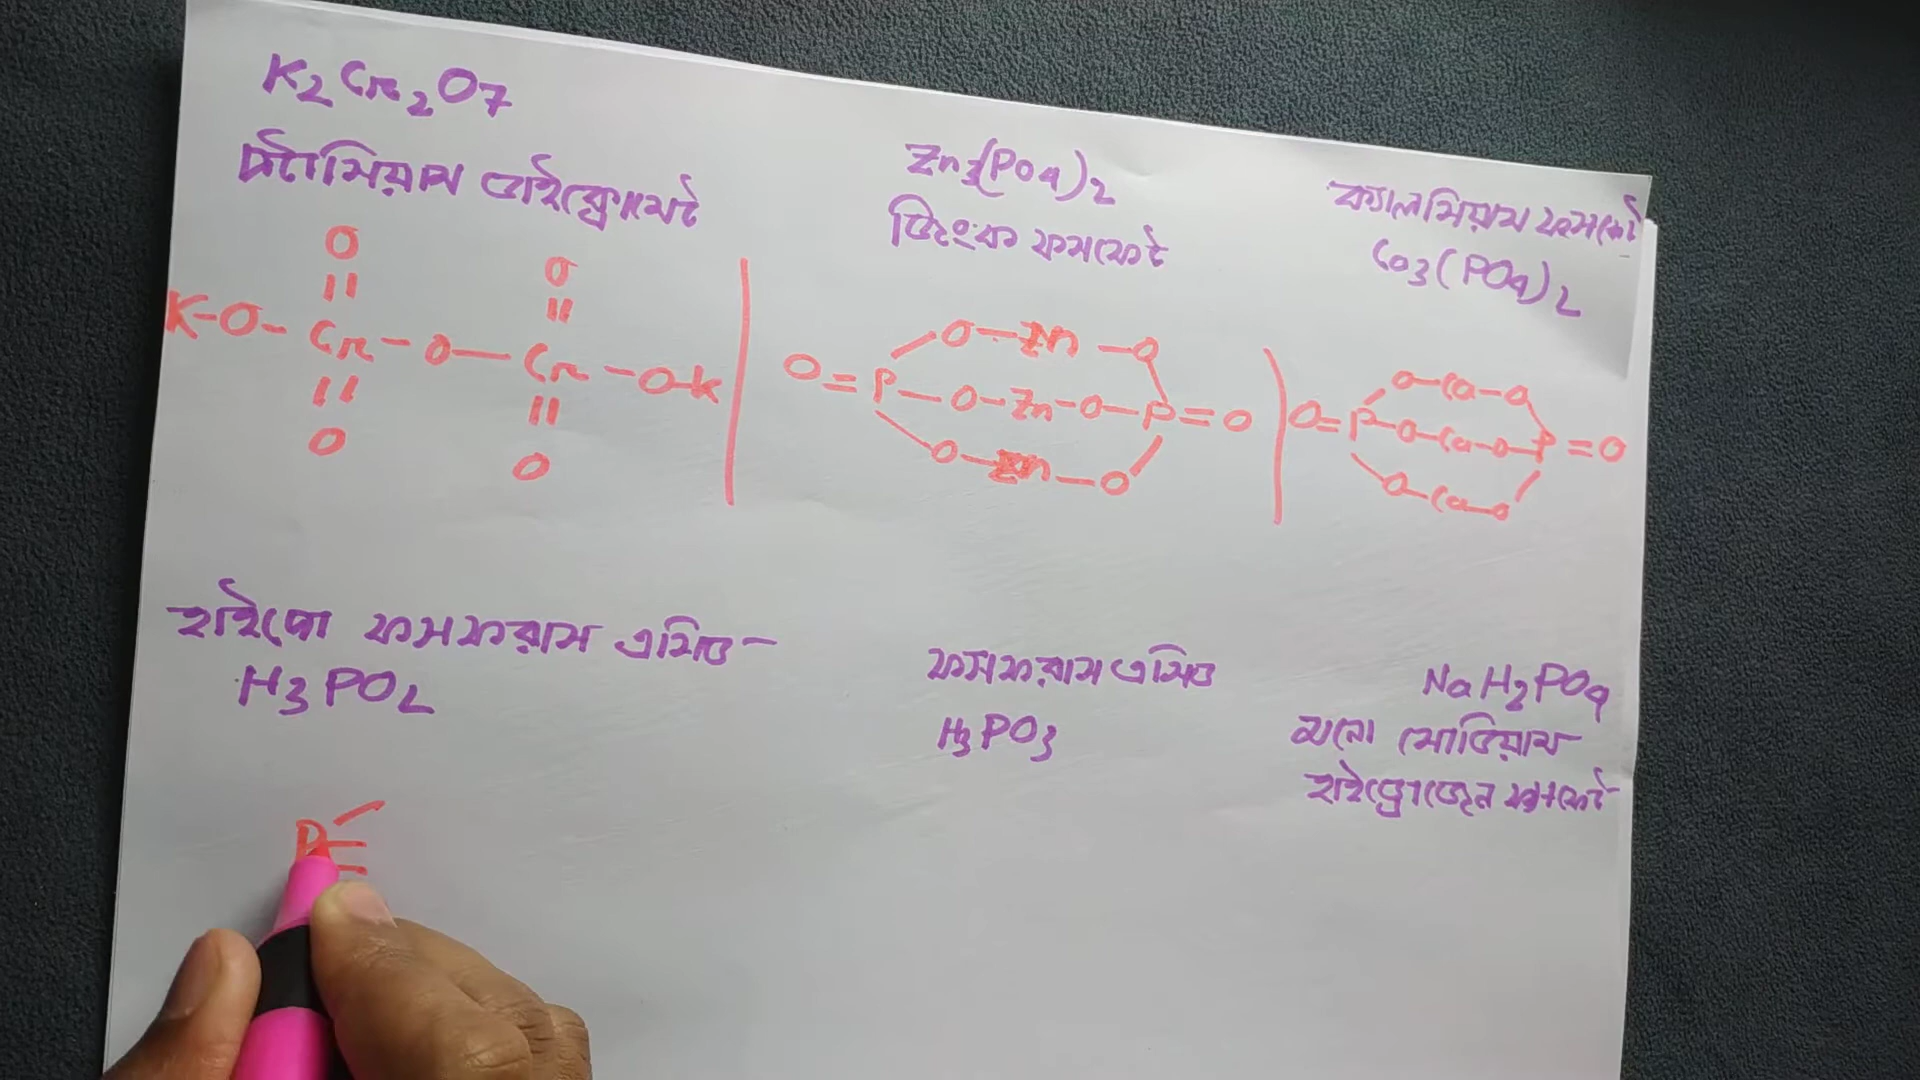 K2Cr2O7
পটাসিয়াম ডাইক্রোমেট
O O
|| ||
K-O-Cr-O-Cr-O-K
|| ||
O O
Zn3(PO4)2
জিংক ফসফেট
O-Zn-O
O=P-O-Zn-O-P=O
O-Zn-O
ক্যালসিয়াম ফসফেট
Ca3(PO4)2
O-Ca-O
O=P-O-Ca-O-P=O
O-Ca-O
হাইপো ফসফরাস এসিড
H3PO2
P
ফসফরাস এসিড
H3PO3
NaH2PO4
মনো সোডিয়াম
হাইড্রোজেন ফসফেট